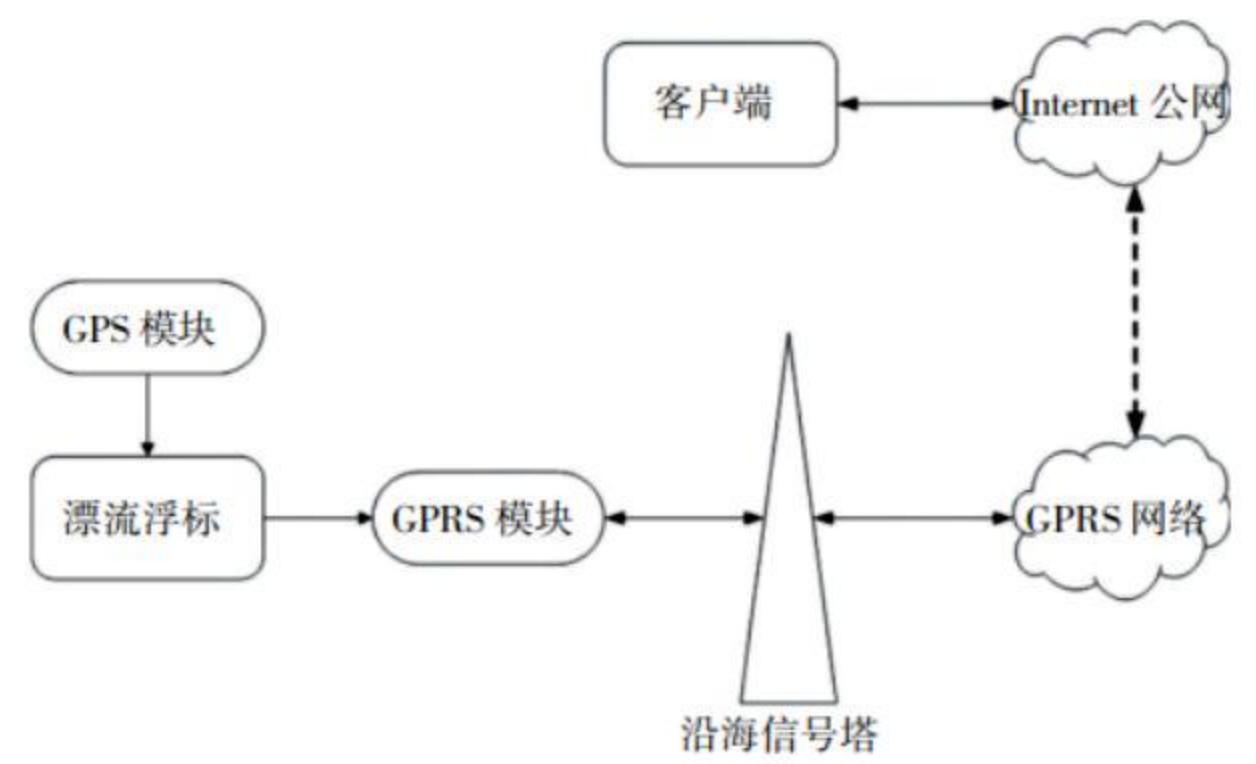 客户端
Internet 公网
GPS 模块
漂流浮标
GPRS 模块
GPRS 网络
沿海信号塔